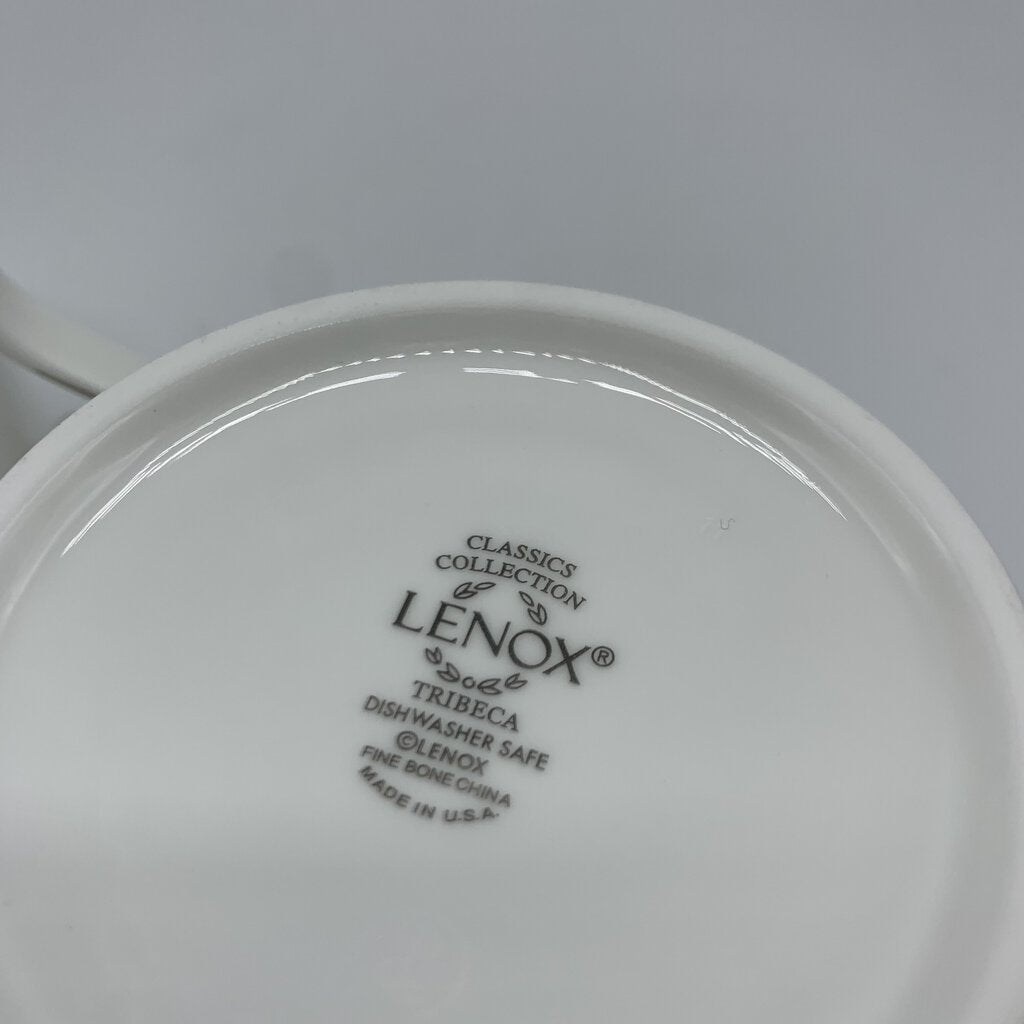 CLASSICS
COLLECTION
LENOX®
TRIBECA
DISHWASHER SAFE
©LENOX
FINE BONE CHINA
MADE IN U.S.A.